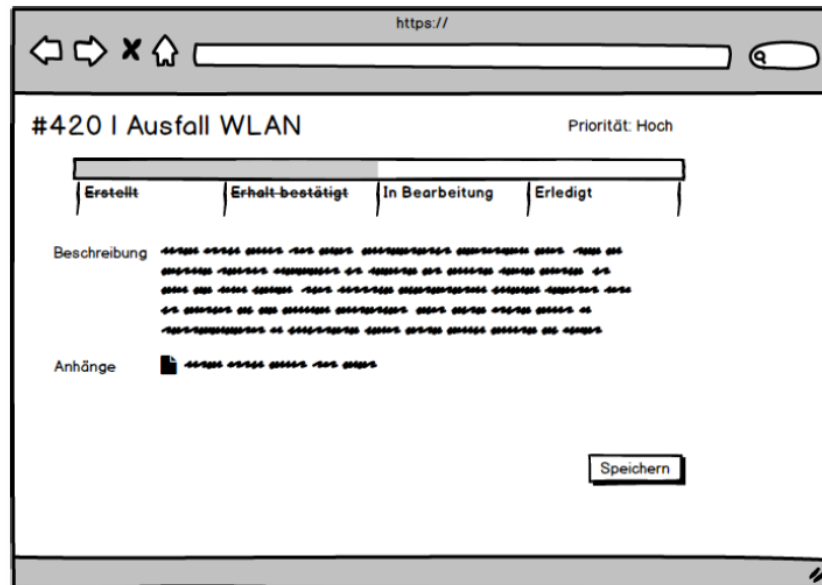 https://
#420 | Ausfall WLAN
Priorität: Hoch
Erstellt
Erhalt bestätigt
In Bearbeitung
Erledigt
Beschreibung
Anhänge
Speichern